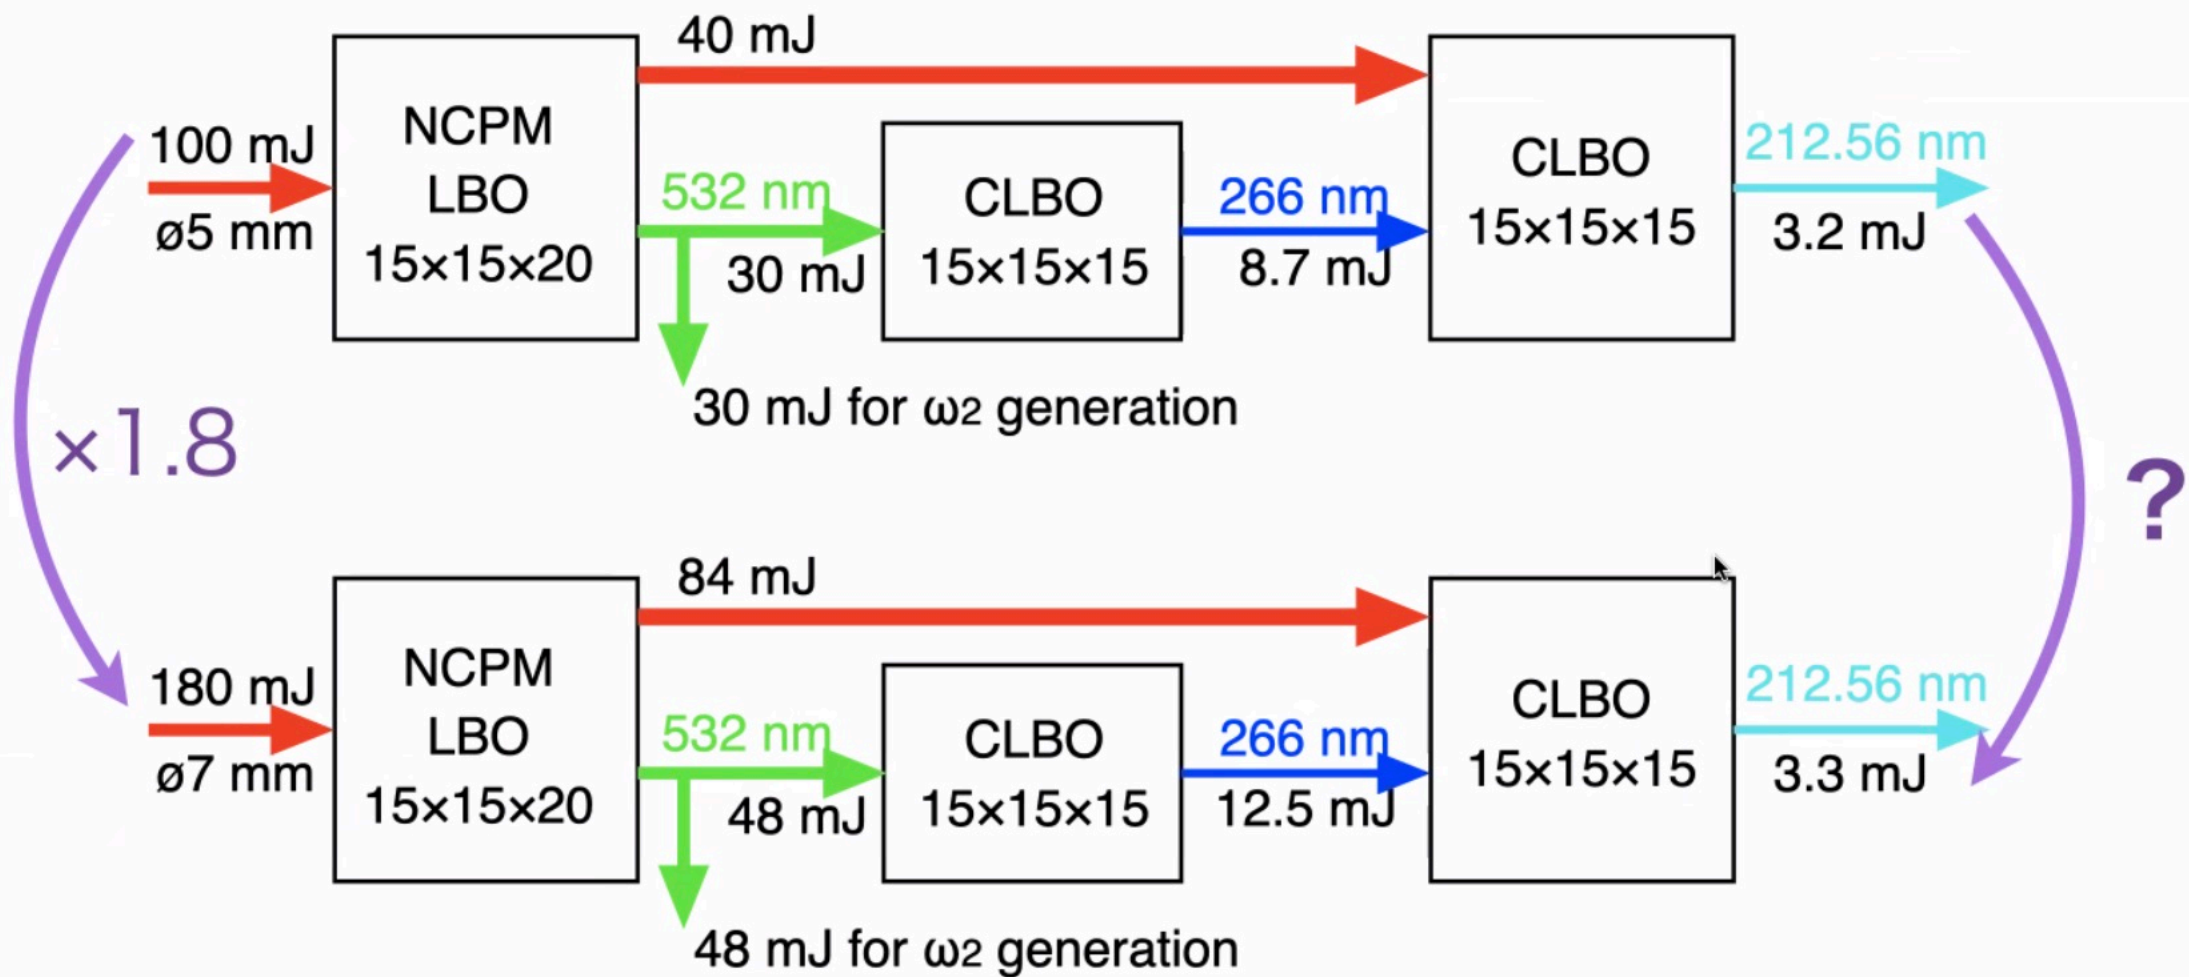 40 mJ
100 mJ
ø5 mm
NCPM
LBO
15×15×20
532 nm
30 mJ
CLBO
15×15×15
266 nm
8.7 mJ
CLBO
15×15×15
212.56 nm
3.2 mJ
30 mJ for ω2 generation
×1.8
?
84 mJ
180 mJ
ø7 mm
NCPM
LBO
15×15×20
532 nm
48 mJ
CLBO
15×15×15
266 nm
12.5 mJ
CLBO
15×15×15
212.56 nm
3.3 mJ
48 mJ for ω2 generation